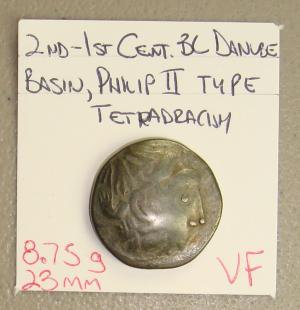 2ND-1ST CENT. BC DANUBE
BASIN, PHILIP II TYPE
TETRADRACHM
8.75 g
23mm
VF